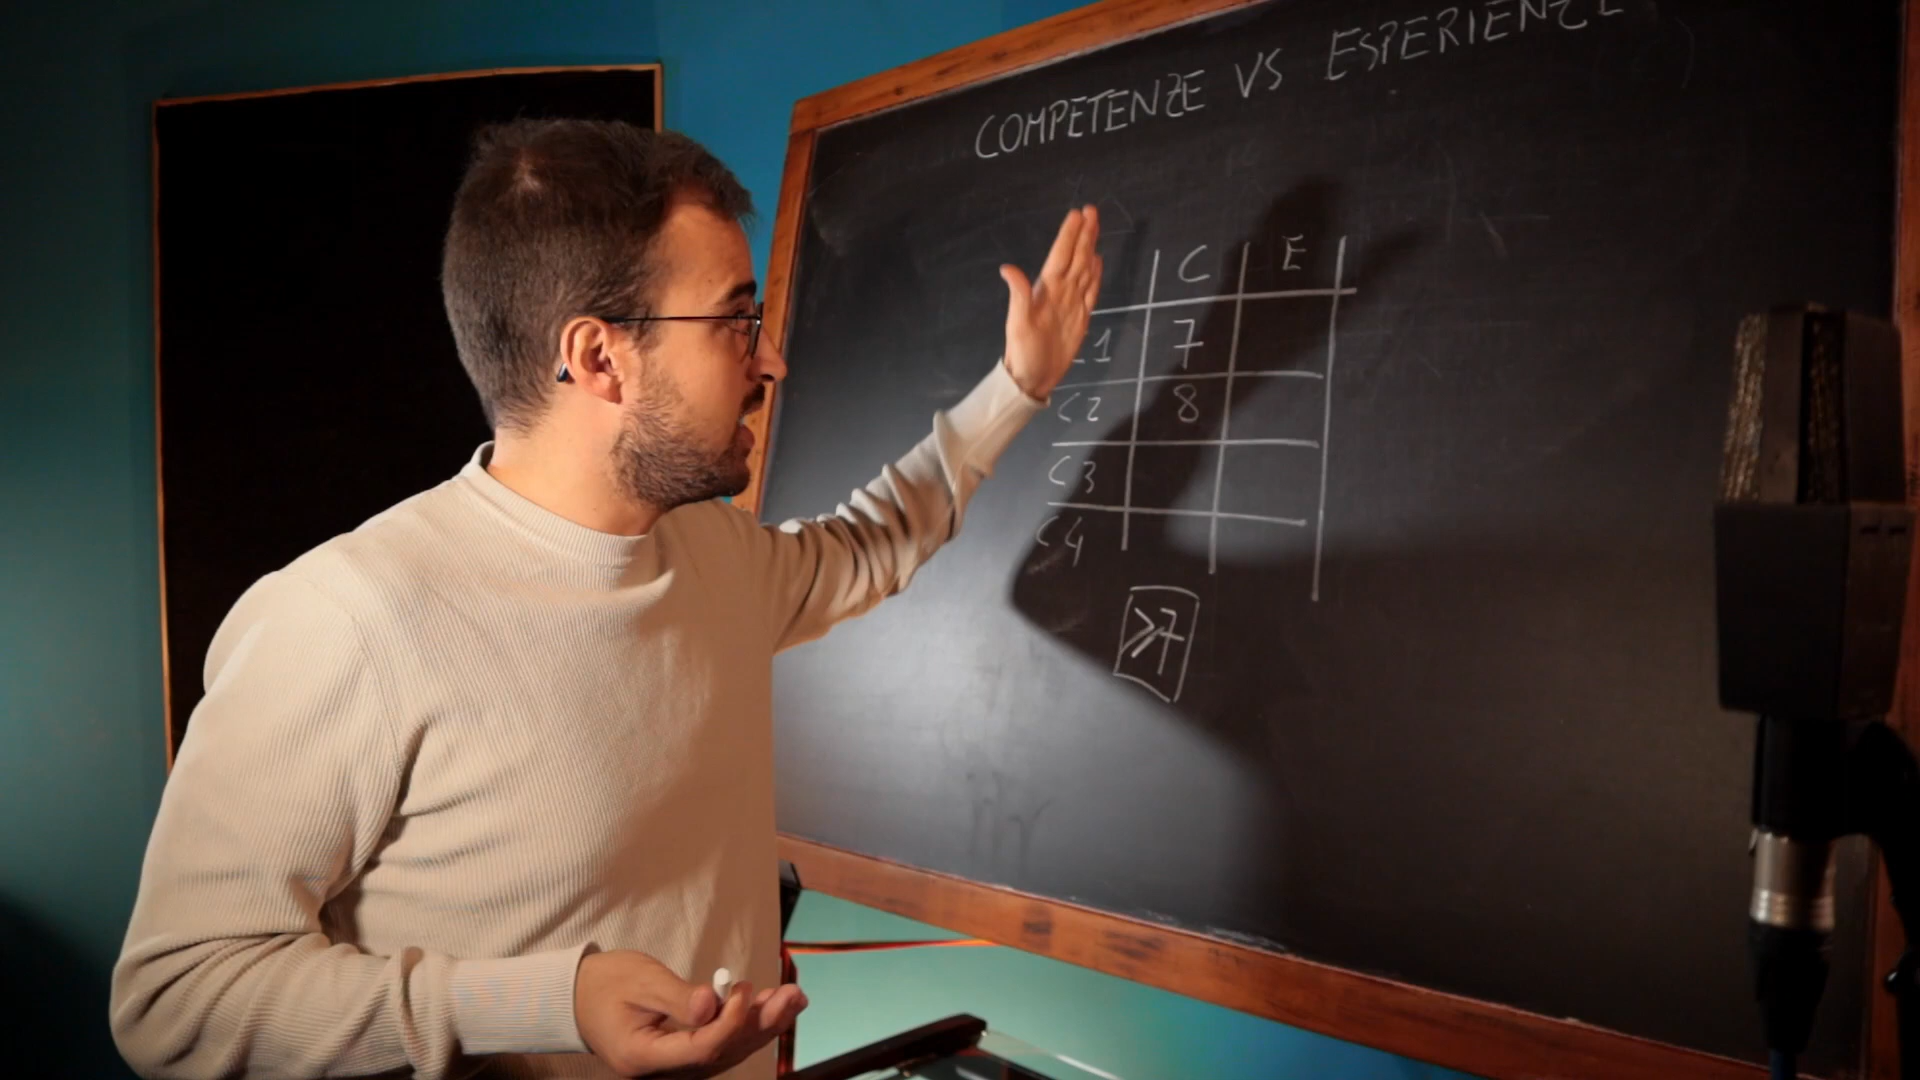 COMPETENZE VS ESPERIENZE
C E
C1 7
C2 8
C3
C4
≥7